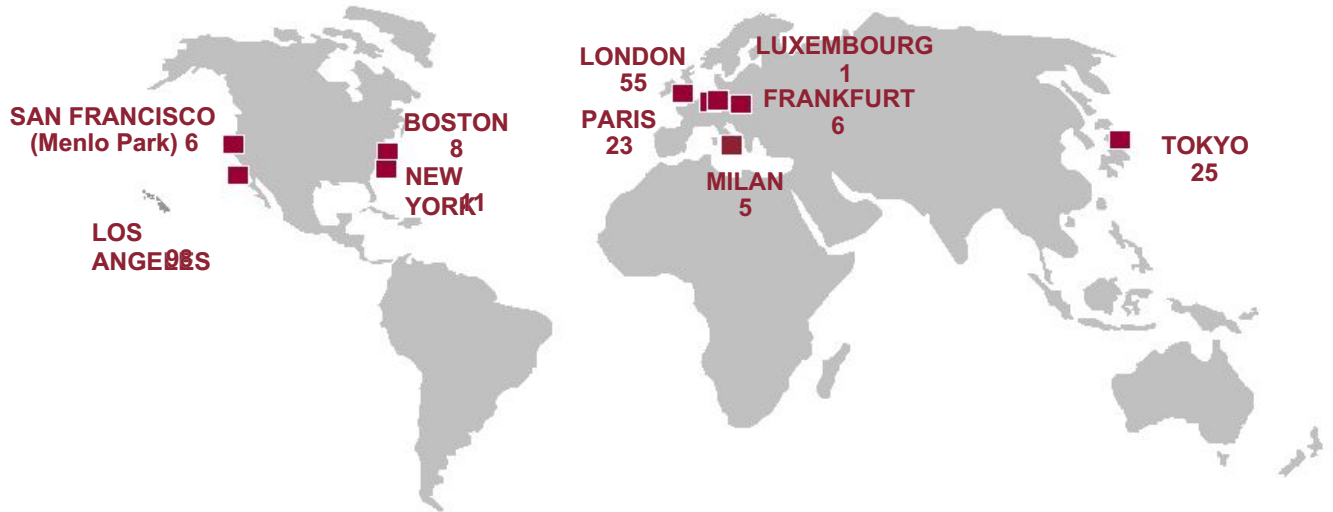 SAN FRANCISCO
(Menlo Park) 6
LOS
ANGELES
BOSTON
8
NEW
YORK
LONDON
55
PARIS
23
LUXEMBOURG
1
FRANKFURT
6
MILAN
5
TOKYO
25